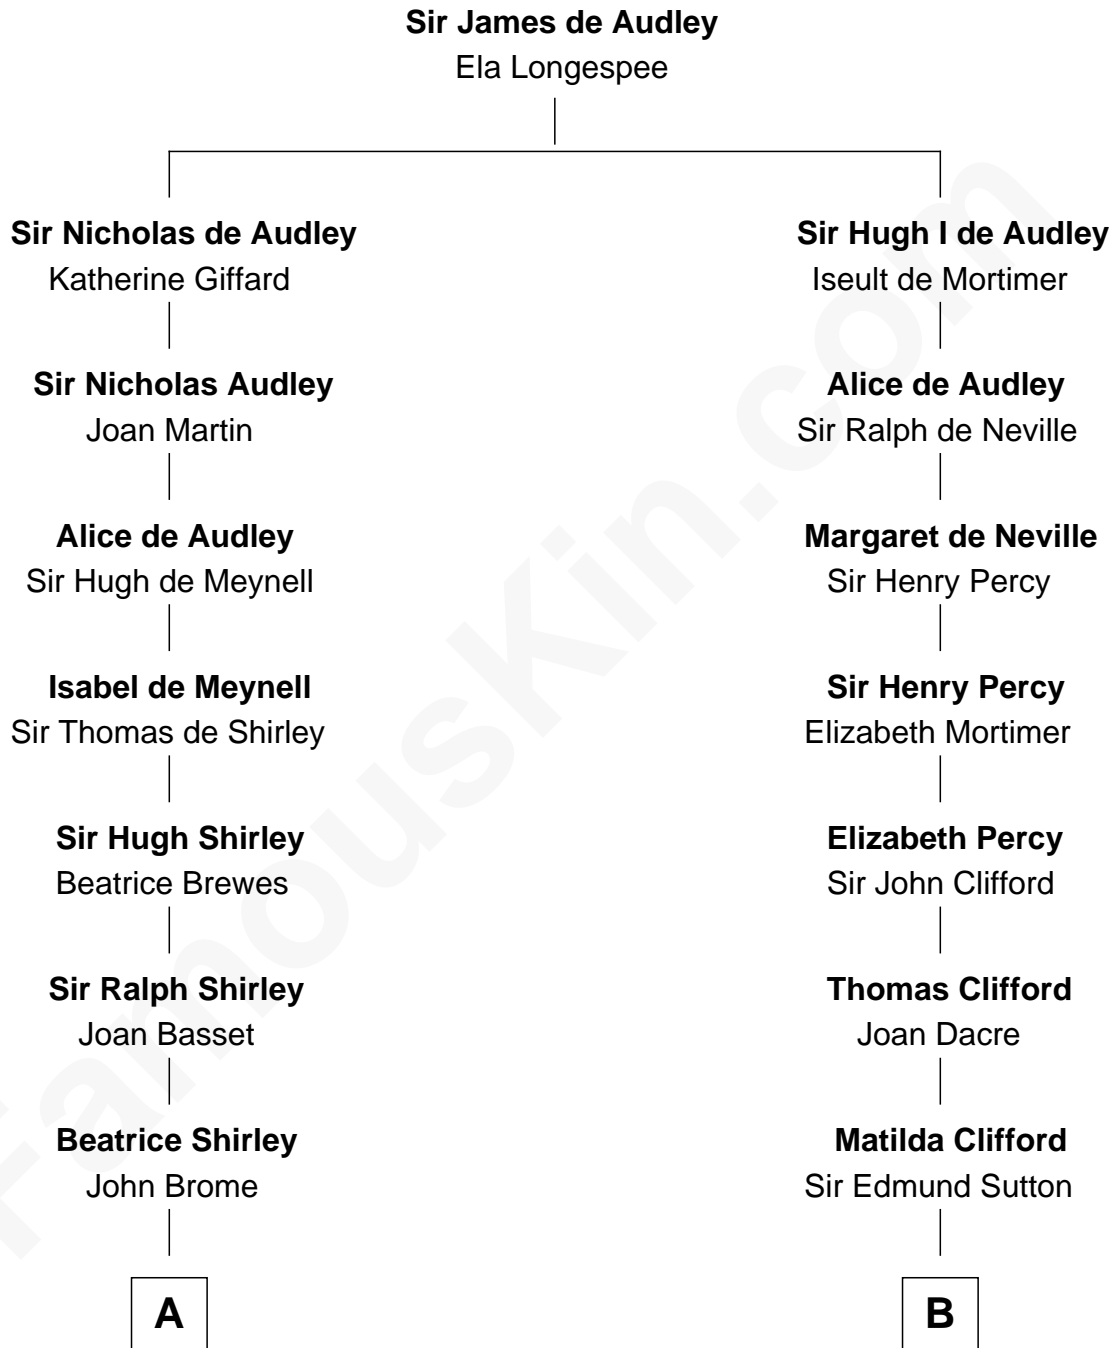 Sir James de Audley
Ela Longespee
Sir Nicholas de Audley
Katherine Giffard
Sir Nicholas Audley
Joan Martin
Alice de Audley
Sir Hugh de Meynell
Isabel de Meynell
Sir Thomas de Shirley
Sir Hugh Shirley
Beatrice Brewes
Sir Ralph Shirley
Joan Basset
Beatrice Shirley
John Brome
A
Sir Hugh I de Audley
Iseult de Mortimer
Alice de Audley
Sir Ralph de Neville
Margaret de Neville
Sir Henry Percy
Sir Henry Percy
Elizabeth Mortimer
Elizabeth Percy
Sir John Clifford
Thomas Clifford
Joan Dacre
Matilda Clifford
Sir Edmund Sutton
B
FamousKin.com